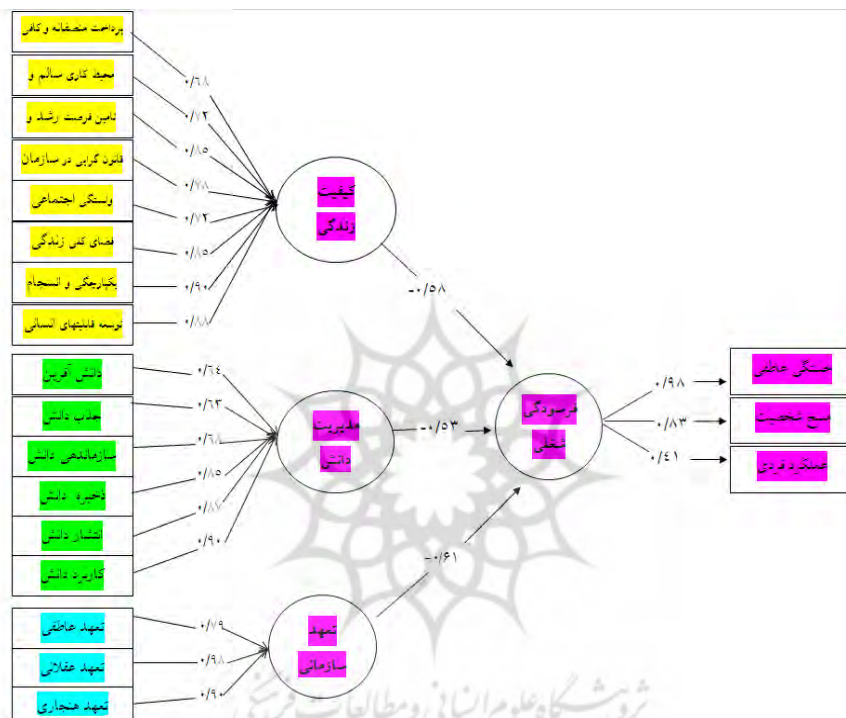 پرداخت منصفانه و کافی
۰/۶۸
محیط کاری سالم و
۰/۷۲
تامین فرصت رشد و
۰/۸۵
قانون گرایی در سازمان
۰/۷۸
وابستگی اجتماعی
۰/۷۲
فضای کلی زندگی
۰/۸۵
یکپارچگی و انسجام
۰/۹۰
توسعه قابلیتهای انسانی
۰/۸۸
کیفیت
زندگی
-۰/۵۸
دانش آفرین
۰/٦٤
جذب دانش
۰/٦٣
سازماندهی دانش
۰/٦٨
ذخیره دانش
۰/۸۵
انتشار دانش
۰/۸۷
کاربرد دانش
۰/۹۰
مدیریت
دانش
-۰/۵۳
تعهد عاطفی
۰/۷۹
تعهد عقلانی
۰/۹۸
تعهد هنجاری
۰/۹۰
تعهد
سازمانی
-۰/۶۱
فرسودگی
شغلی
۰/۹۸
خستگی عاطفی
۰/۸۳
مسخ شخصیت
۰/٤۱
عملکرد فردی
پژوهشگاه علوم انسانی و مطالعات فرهنگی